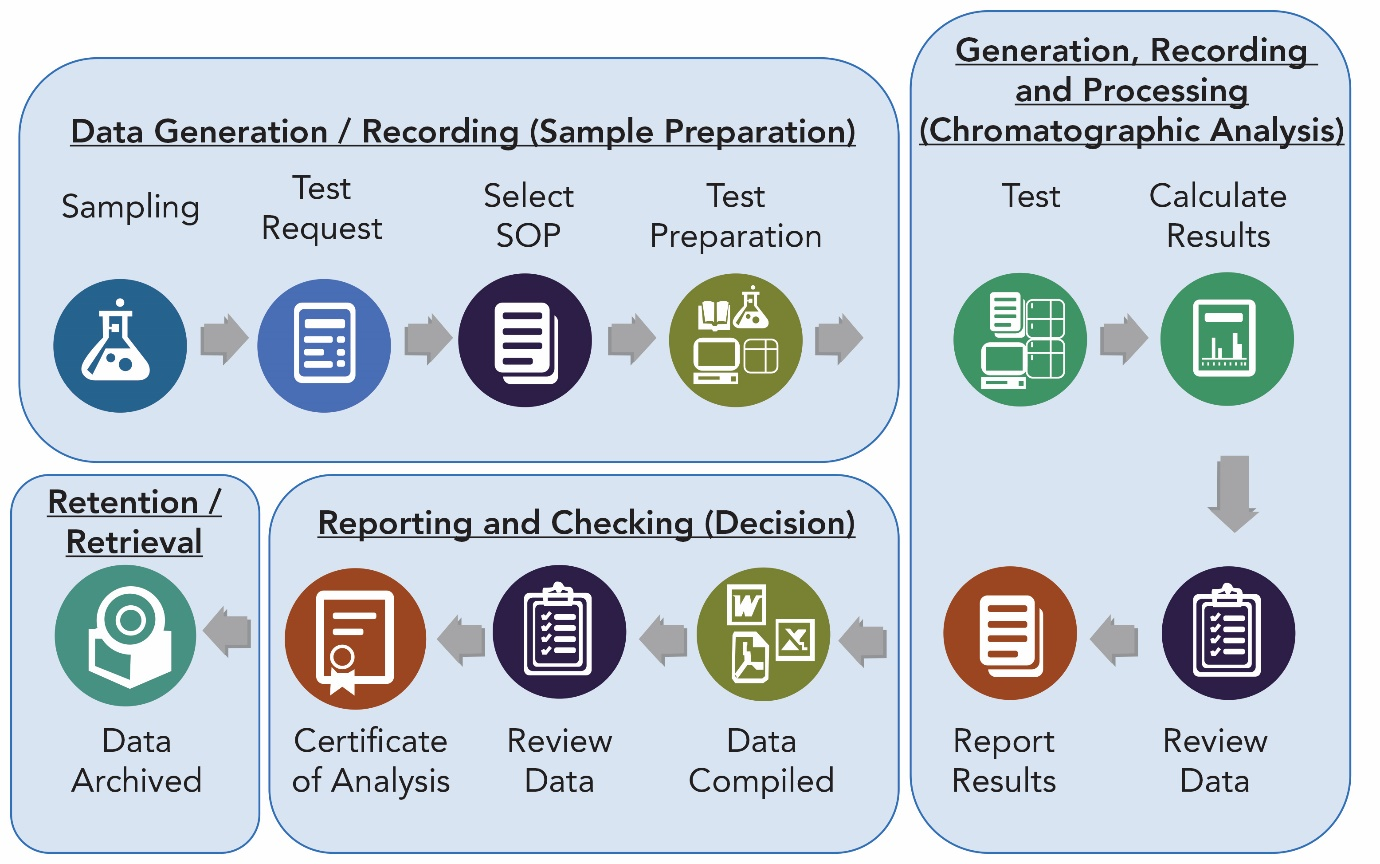 Data Generation / Recording (Sample Preparation)
Sampling
Test
Request
Select
SOP
Test
Preparation
Generation, Recording
and Processing
(Chromatographic Analysis)
Test
Calculate
Results
Review
Data
Report
Results
Reporting and Checking (Decision)
W
X
Data
Compiled
Review
Data
Certificate
of Analysis
Retention /
Retrieval
Data
Archived